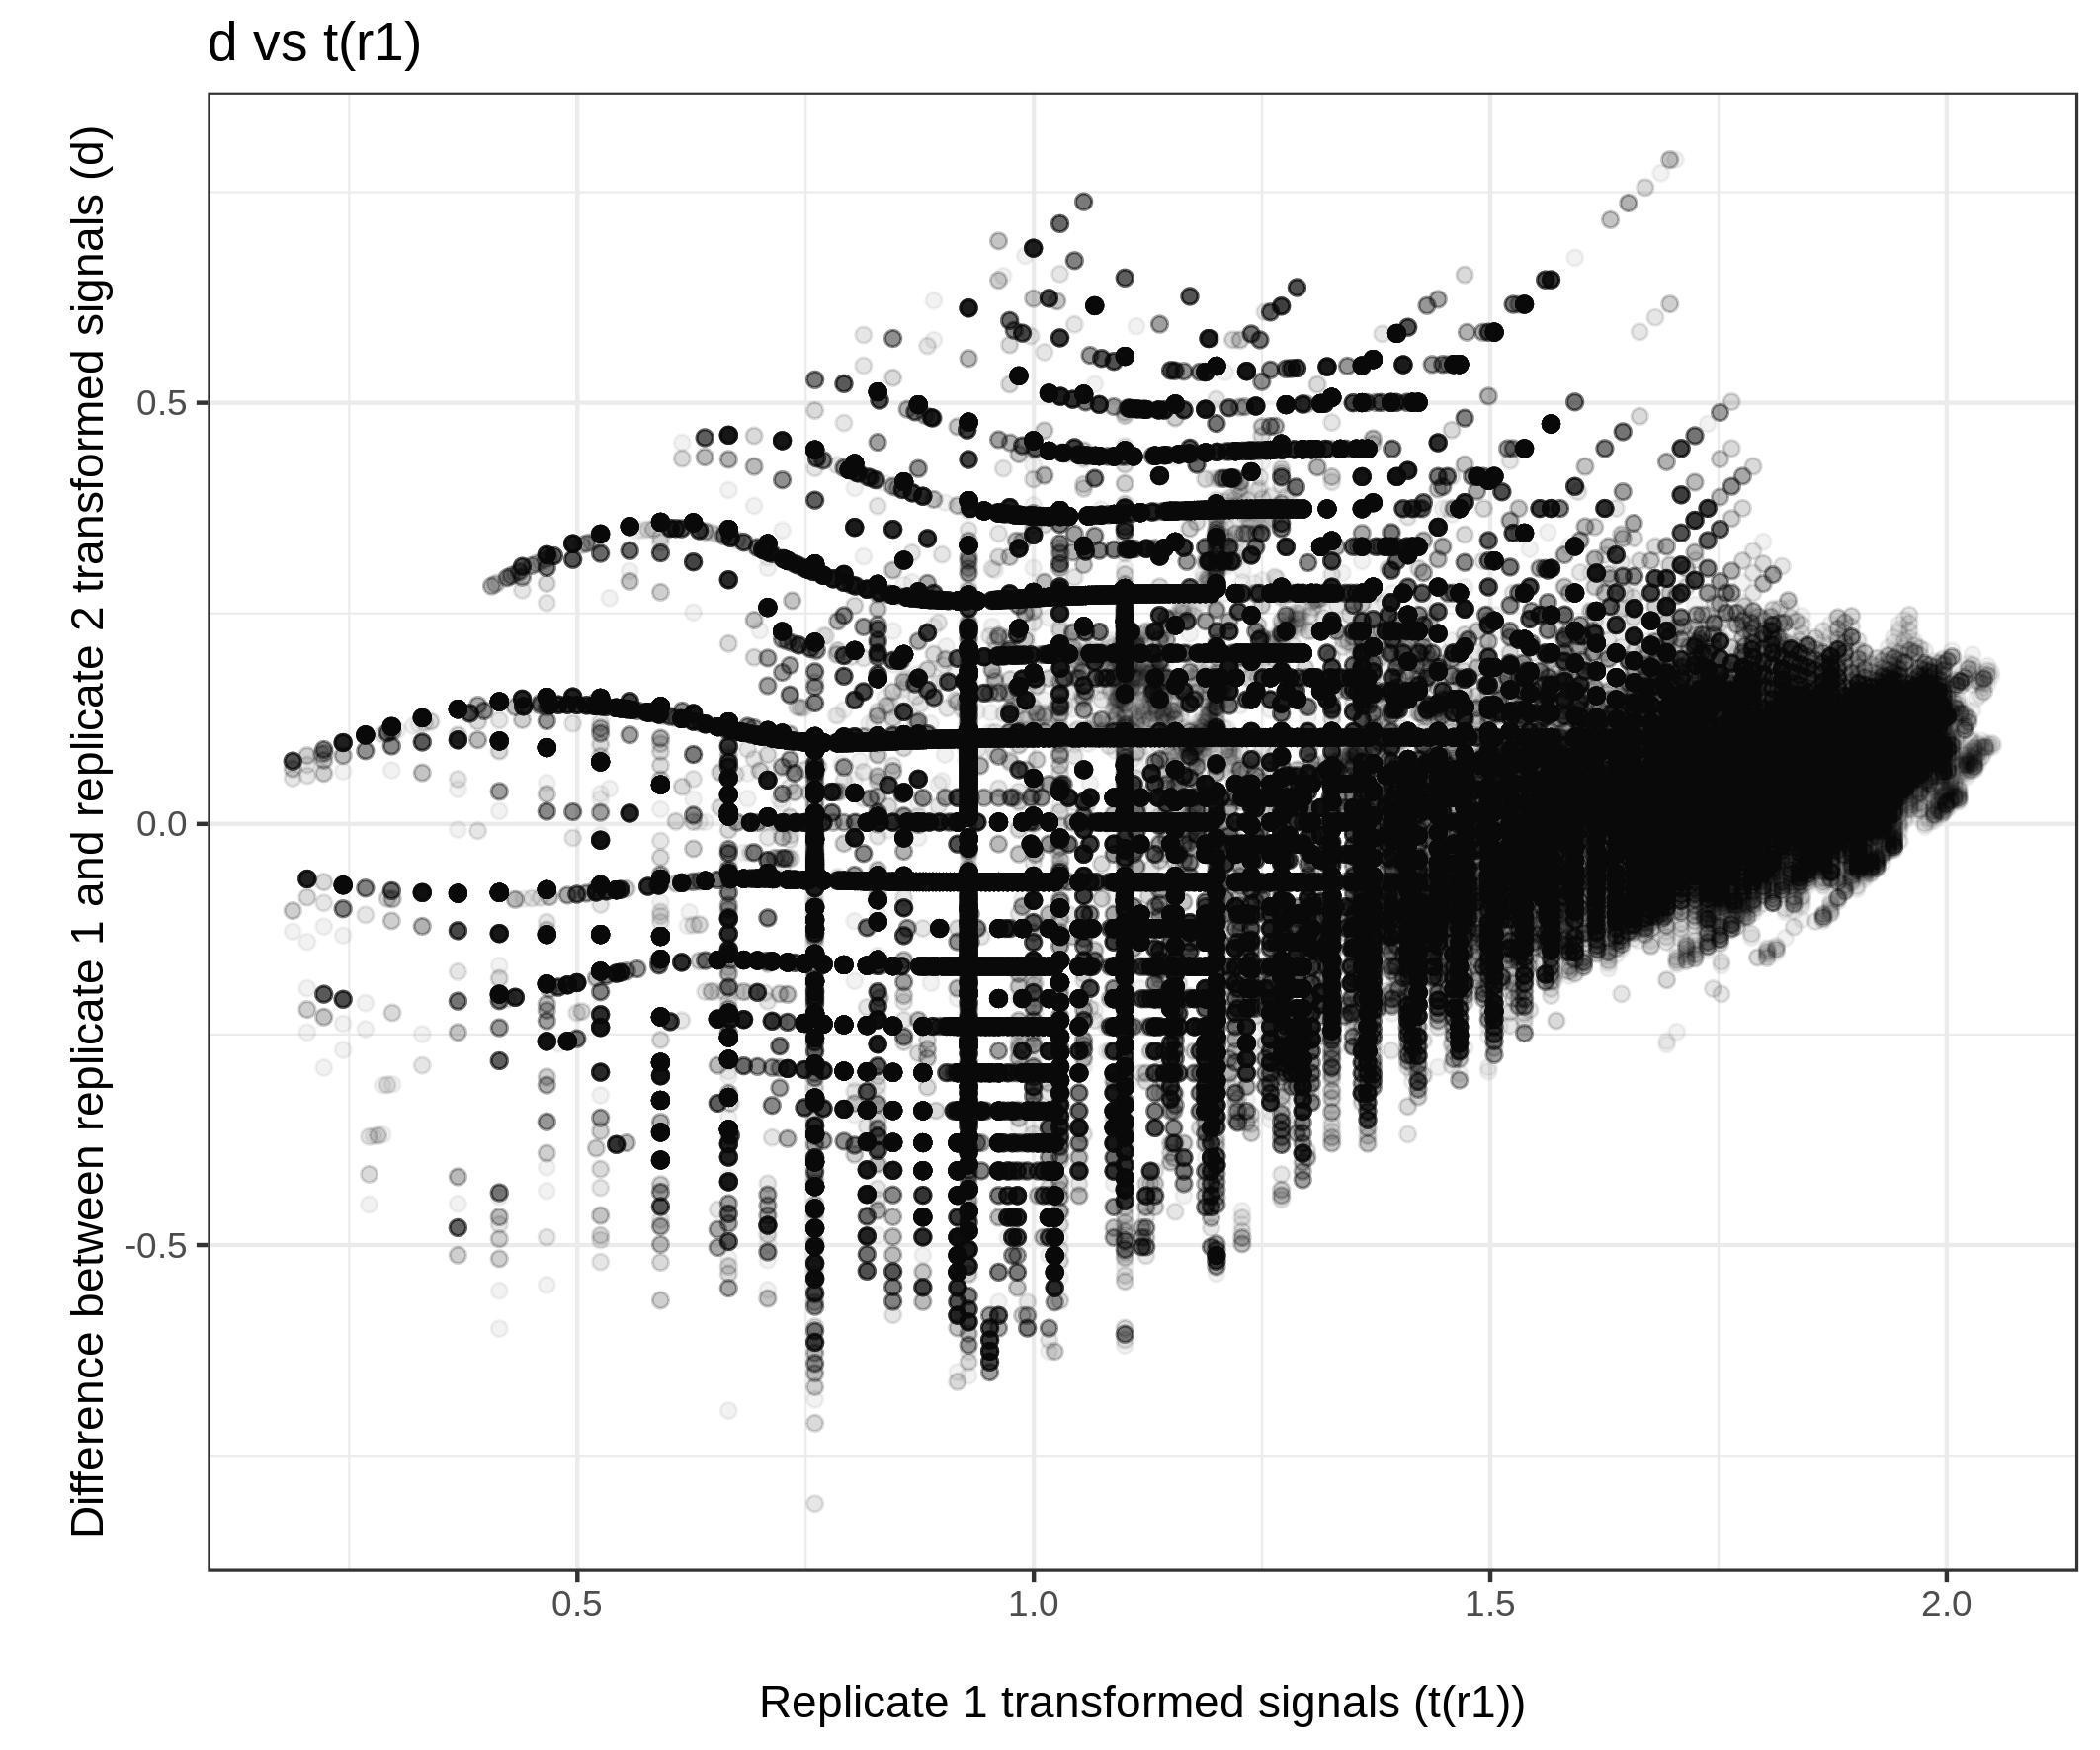 d vs t(r1)
Difference between replicate 1 and replicate 2 transformed signals (d)
0.5
0.0
-0.5
0.5
1.0
1.5
2.0
Replicate 1 transformed signals (t(r1))